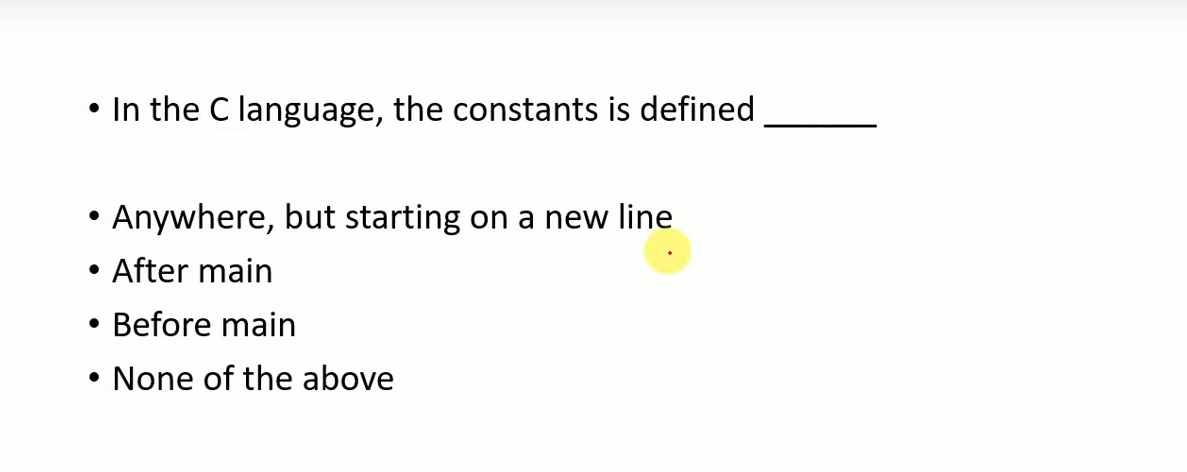 • In the C language, the constants is defined ______
• Anywhere, but starting on a new line
• After main
• Before main
• None of the above